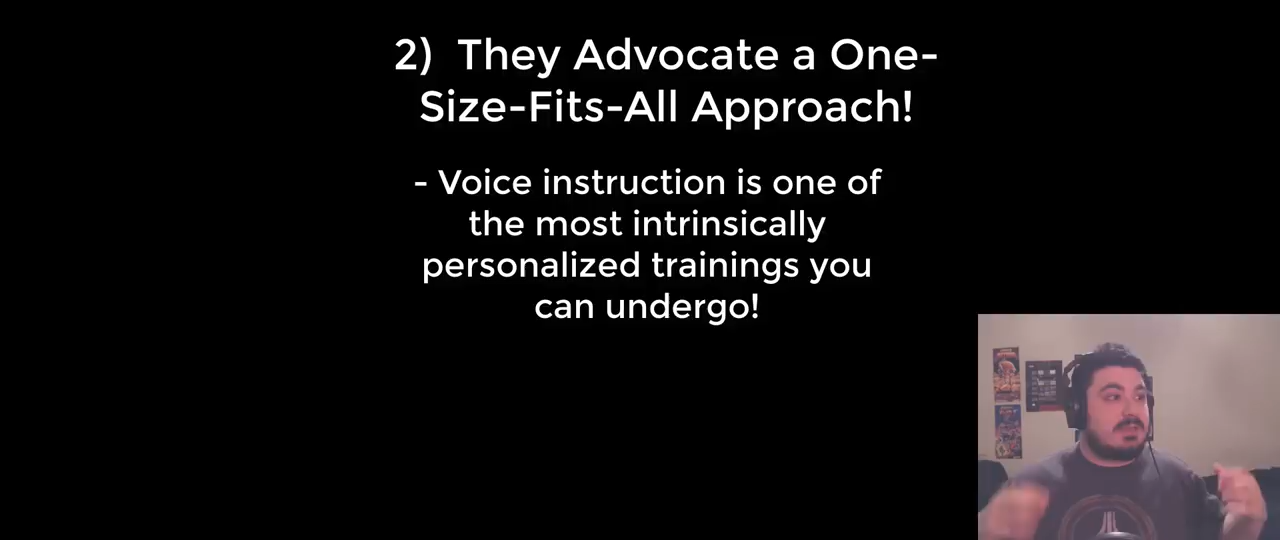 2) They Advocate a One-
Size-Fits-All Approach!
- Voice instruction is one of
the most intrinsically
personalized trainings you
can undergo!